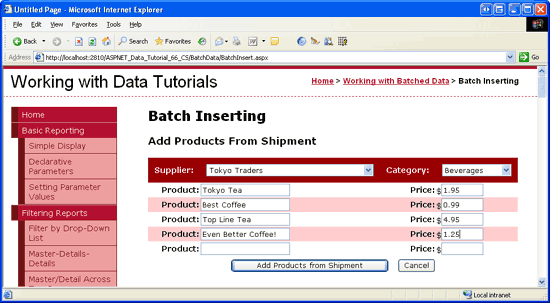 Untitled Page - Microsoft Internet Explorer
File Edit View Favorites Tools Help
Back Search Favorites
Address http://localhost:2810/ASPNET_Data_Tutorial_66_CS/BatchData/BatchInsert.aspx Go
Working with Data Tutorials
Home > Working with Batched Data > Batch Inserting
Home
Basic Reporting
Simple Display
Declarative
Parameters
Setting Parameter
Values
Filtering Reports
Filter by Drop-Down
List
Master-Details-
Details
Master/Detail Across
Batch Inserting
Add Products From Shipment
Supplier: Tokyo Traders Category: Beverages
Product: Tokyo Tea Price: $ 1.95
Product: Best Coffee Price: $ 0.99
Product: Top Line Tea Price: $ 4.95
Product: Even Better Coffee! Price: $ 1.25
Product: Price: $
Add Products from Shipment Cancel
Local intranet